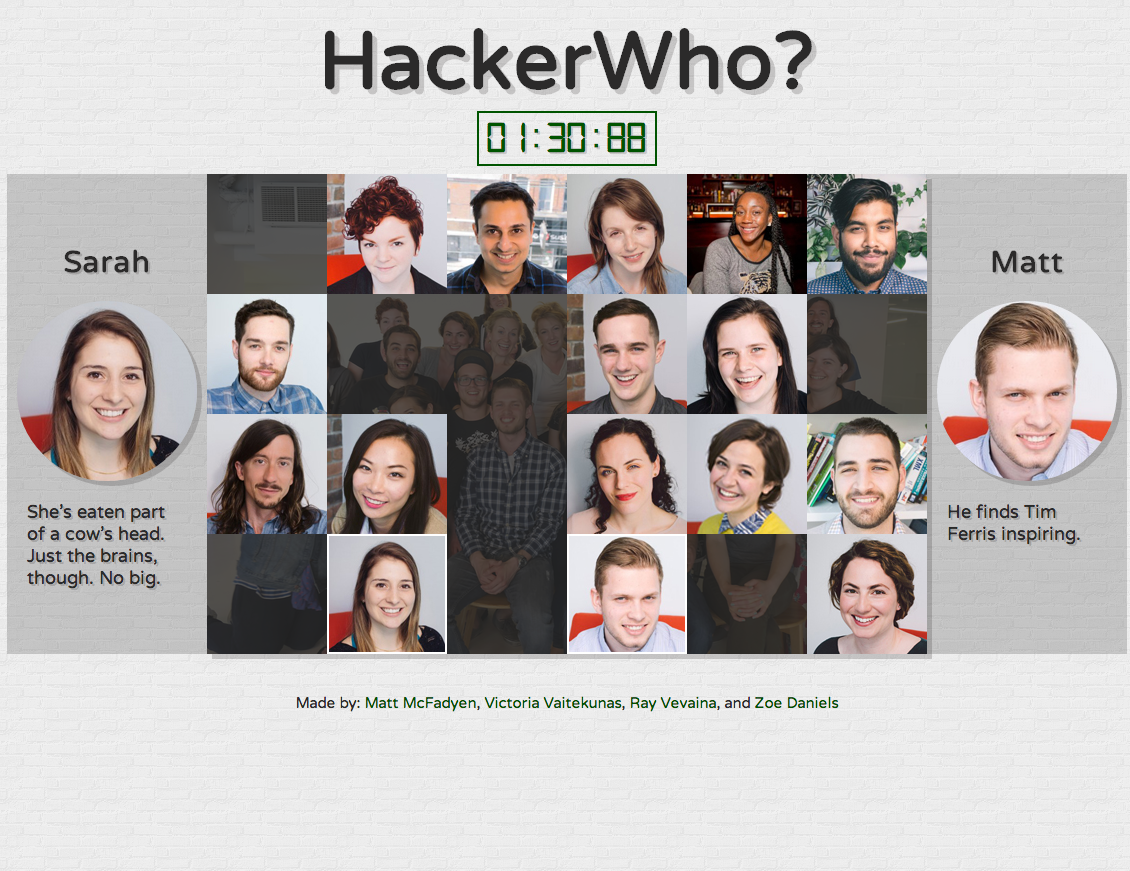 HackerWho?
01:30:88
Sarah
She's eaten part
of a cow's head.
Just the brains,
though. No big.
Matt
He finds Tim
Ferris inspiring.
Made by: Matt McFadyen, Victoria Vaitekunas, Ray Vevaina, and Zoe Daniels